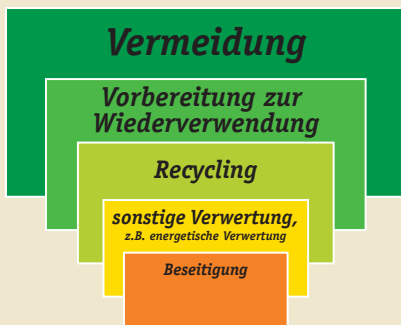 Vermeidung
Vorbereitung zur
Wiederverwendung
Recycling
sonstige Verwertung,
z.B. energetische Verwertung
Beseitigung